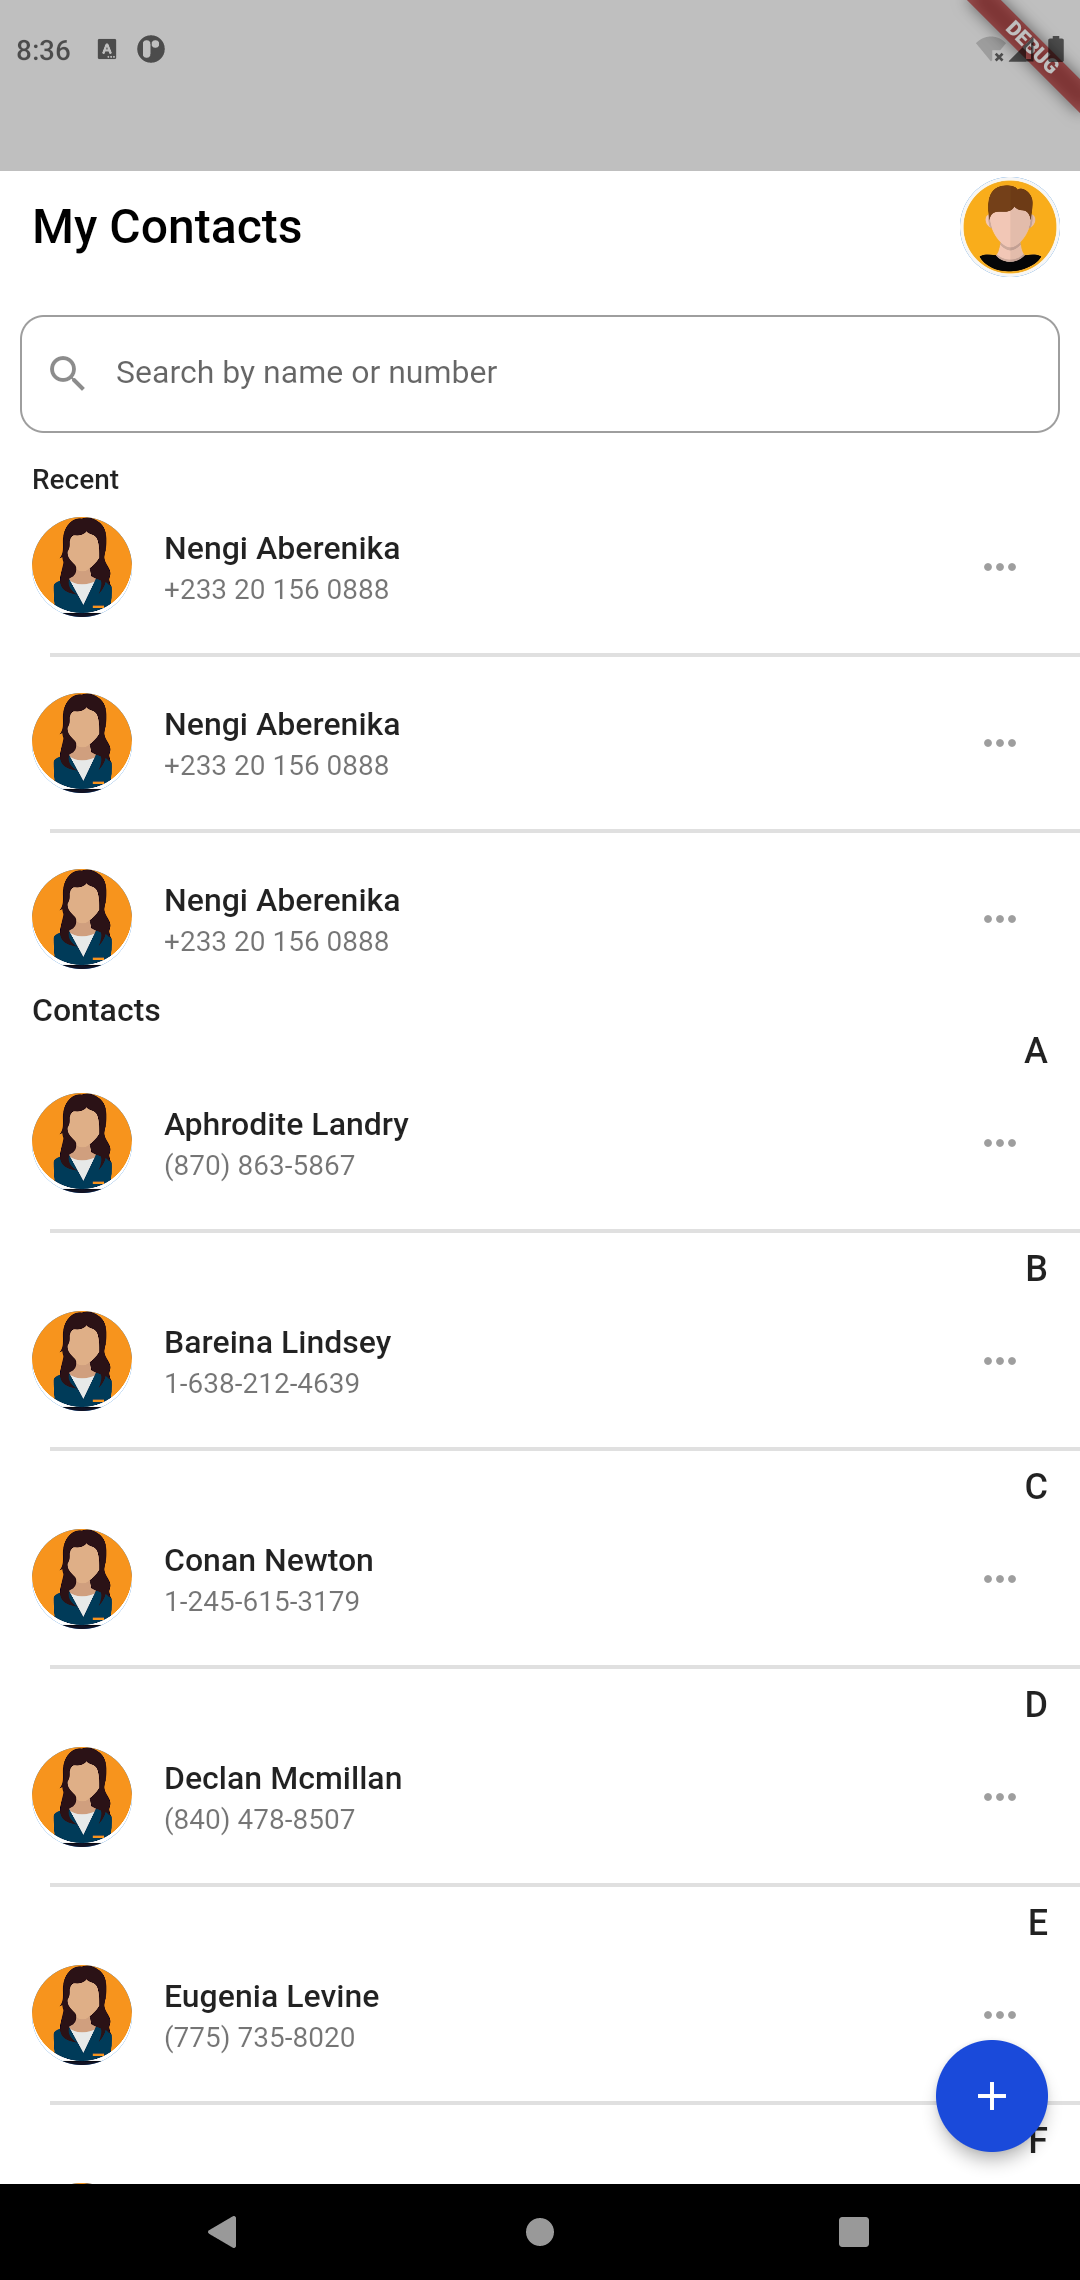 8:36
DEBUG
My Contacts
Search by name or number
Recent
Nengi Aberenika
+233 20 156 0888
Nengi Aberenika
+233 20 156 0888
Nengi Aberenika
+233 20 156 0888
Contacts
A
Aphrodite Landry
(870) 863-5867
B
Bareina Lindsey
1-638-212-4639
C
Conan Newton
1-245-615-3179
D
Declan Mcmillan
(840) 478-8507
E
Eugenia Levine
(775) 735-8020
F